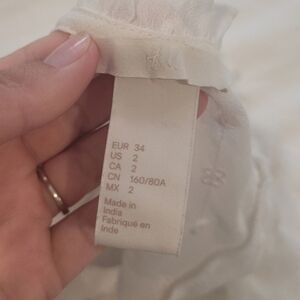 EUR 34
US 2
CA 2
CN 160/80A
MX 2
Made in
India
Fabriqué en
Inde